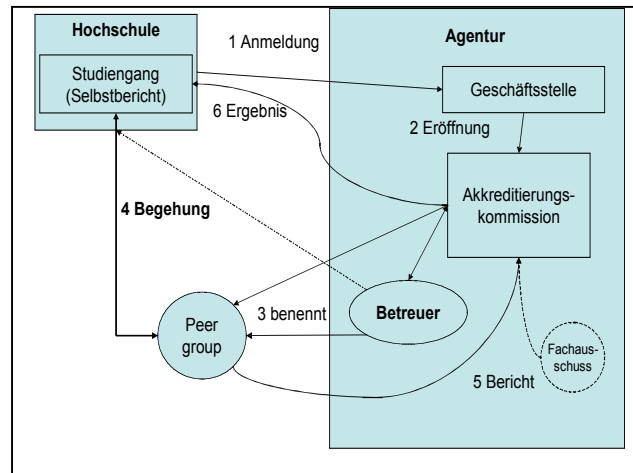 Hochschule
Studiengang
(Selbstbericht)
1 Anmeldung
Agentur
Geschäftsstelle
6 Ergebnis
2 Eröffnung
Akkreditierungs-
kommission
4 Begehung
3 benennt
Betreuer
Peer
group
Fachaus-
schuss
5 Bericht